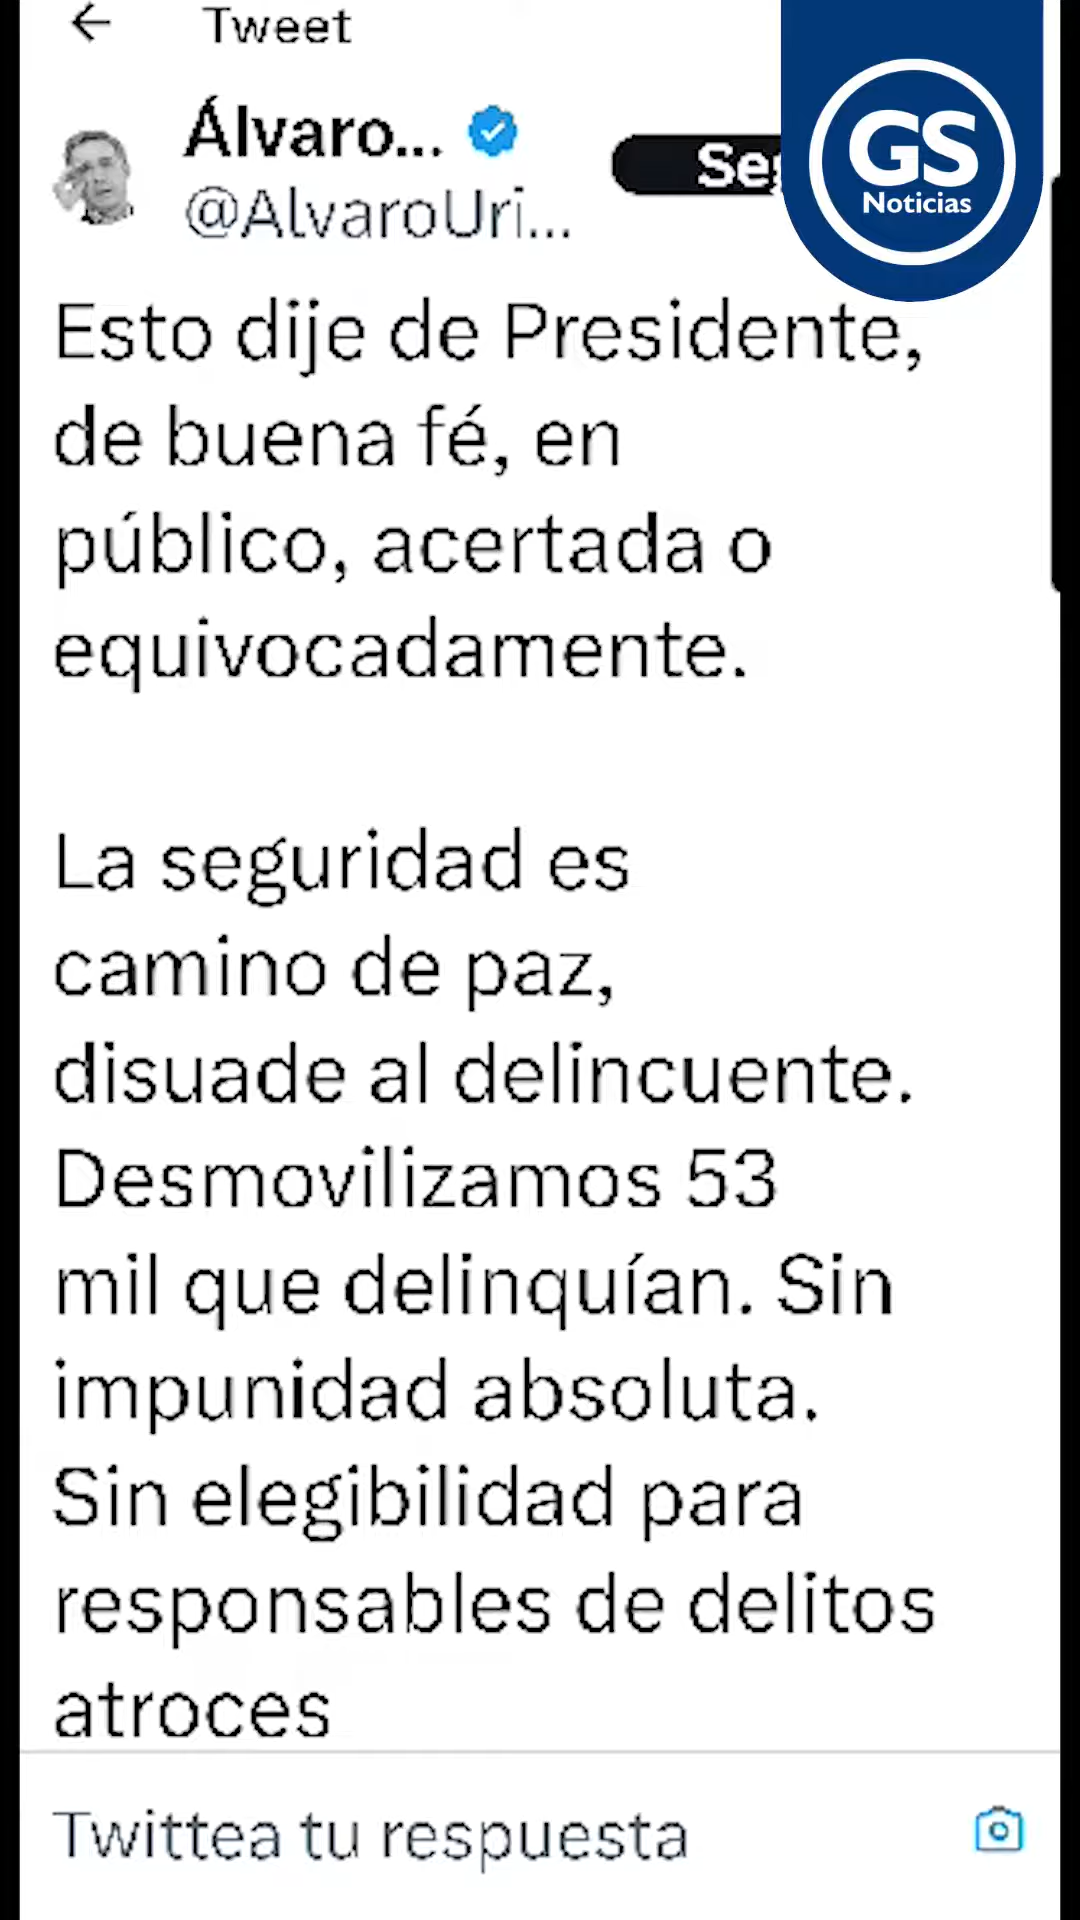 Tweet
Álvaro...
@AlvaroUri...
GS
Noticias
Esto dije de Presidente,
de buena fé, en
público, acertada o
equivocadamente.
La seguridad es
camino de paz,
disuade al delincuente.
Desmovilizamos 53
mil que delinquían. Sin
impunidad absoluta.
Sin elegibilidad para
responsables de delitos
atroces
Twittea tu respuesta